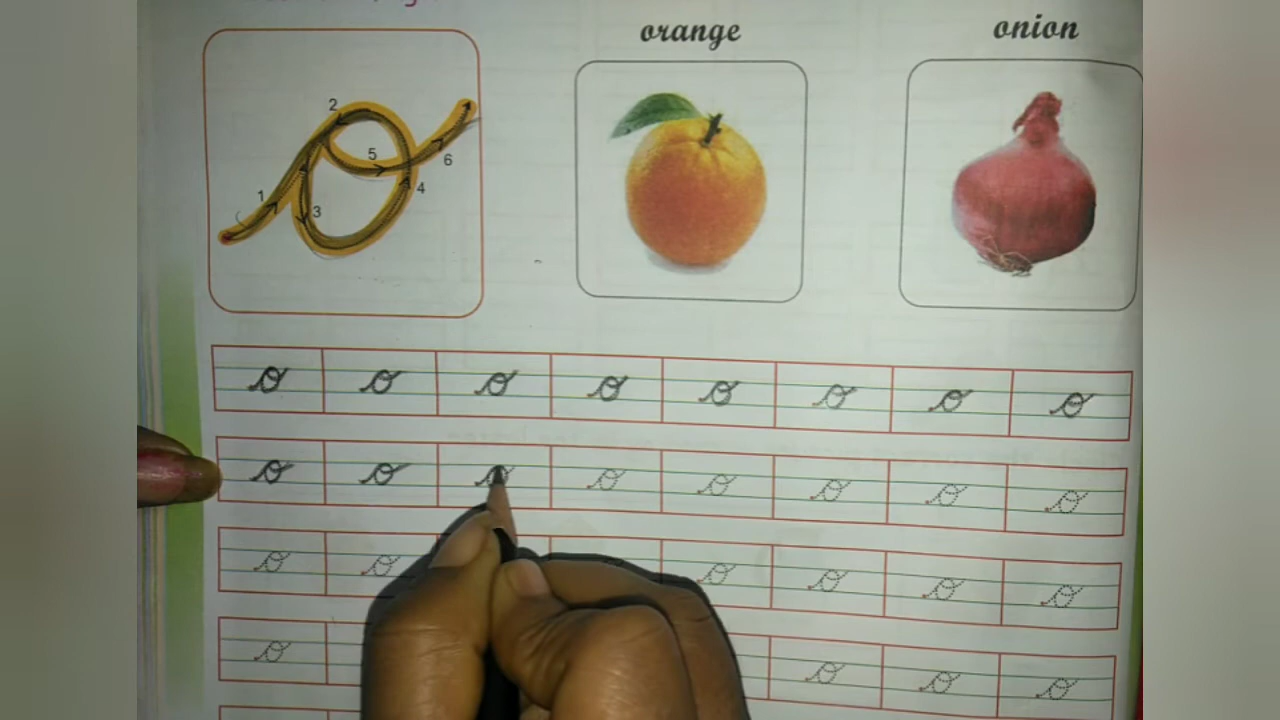 orange onion
2
5
6
1 4
3
o o o o o o o o
o o o o o o o o
o o o o o o
o o o o